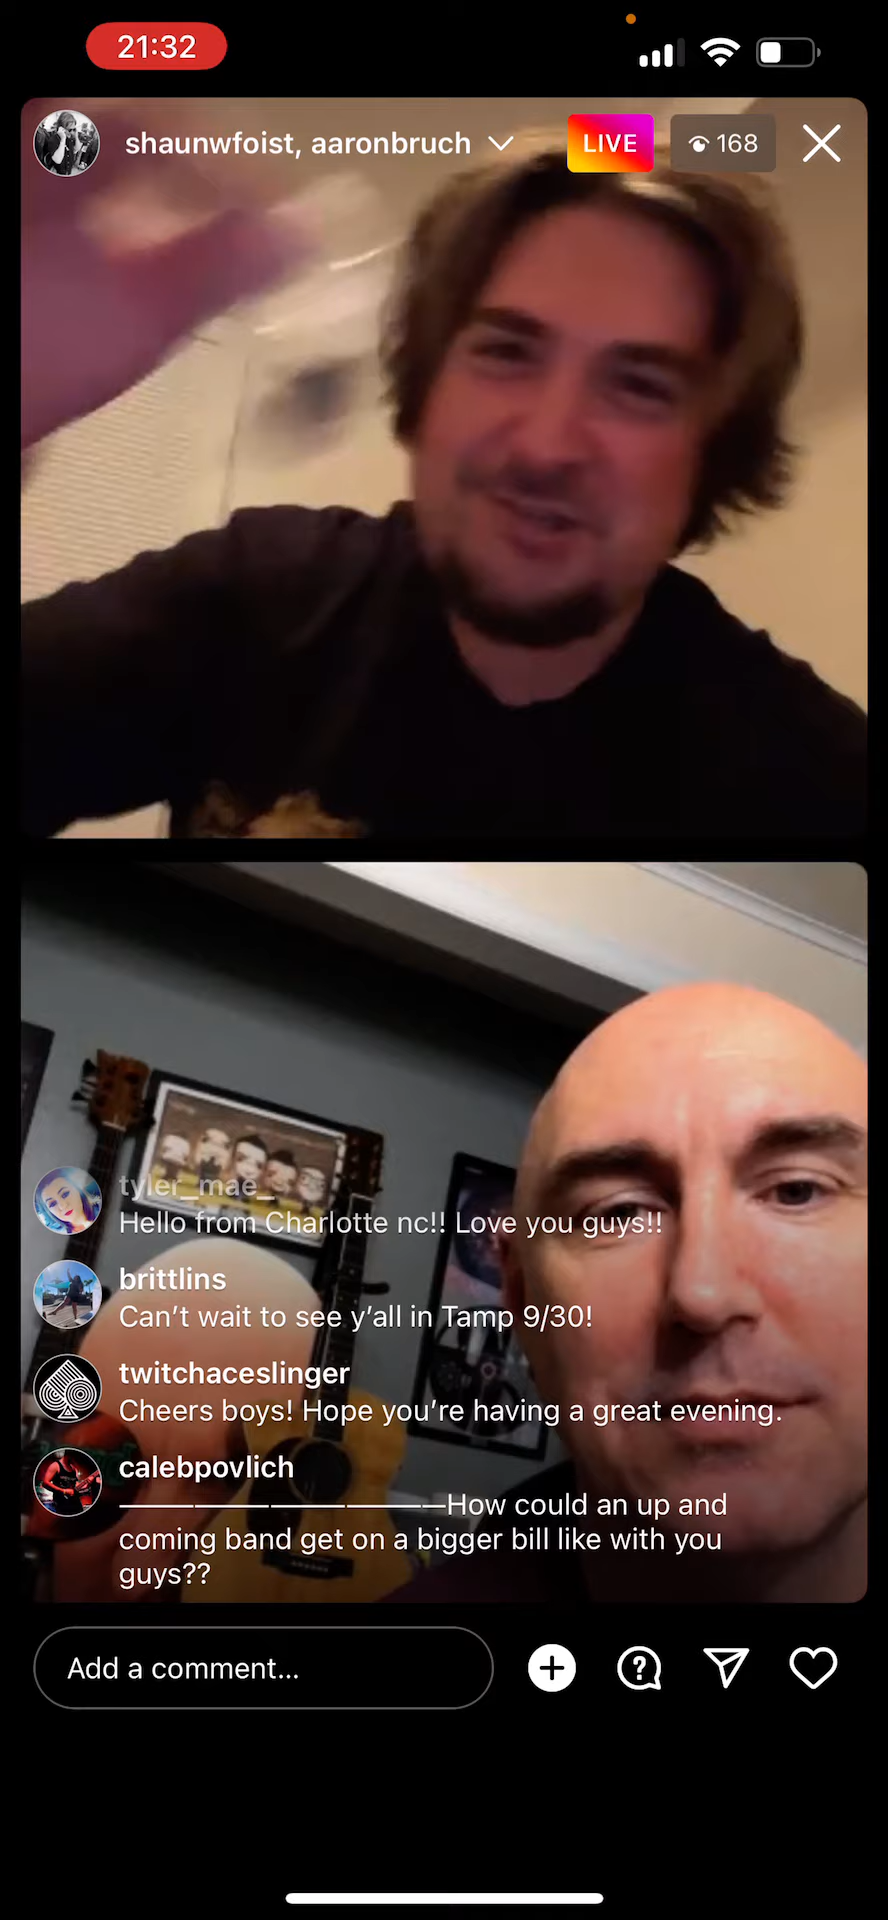 21:32
shaunwfoist, aaronbruch
LIVE
168
tyler_mae_
Hello from Charlotte nc!! Love you guys!!
brittlins
Can’t wait to see y’all in Tamp 9/30!
twitchaceslinger
Cheers boys! Hope you’re having a great evening.
calebpovlich
—————————————How could an up and
coming band get on a bigger bill like with you
guys??
Add a comment...